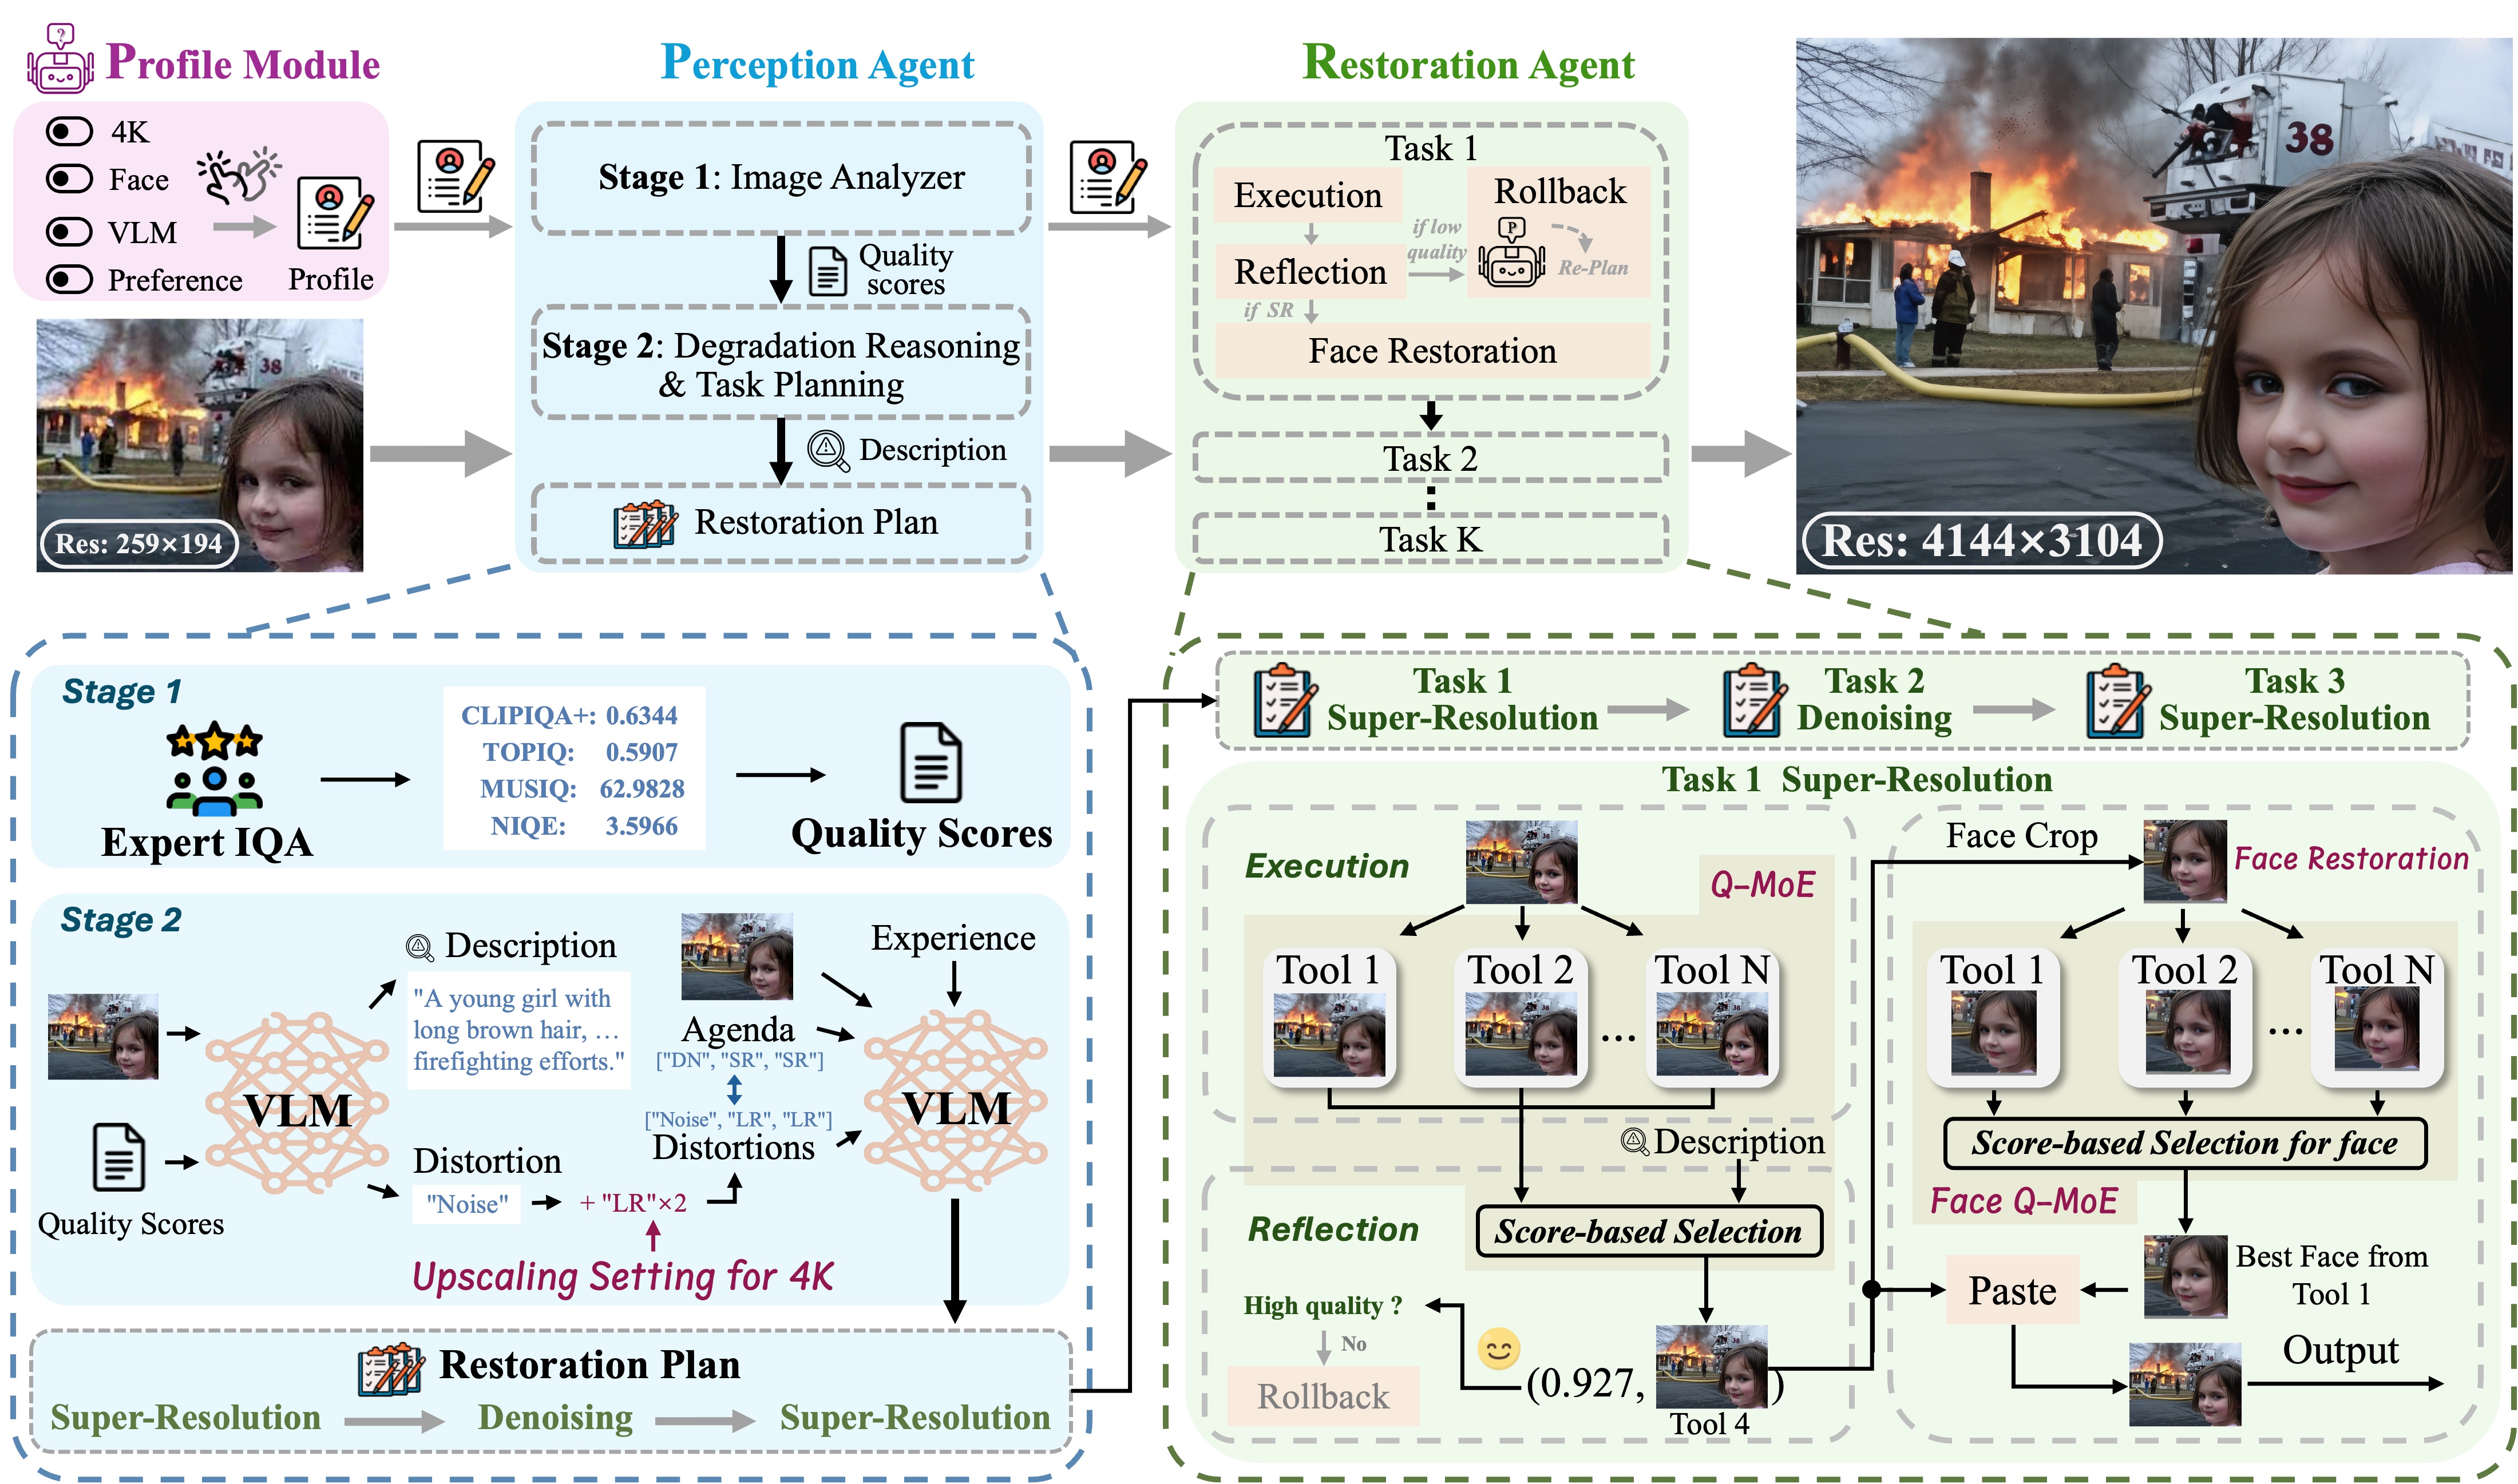 Profile Module
4K
Face
VLM
Preference
Profile
38
Res: 259×194
Perception Agent
Stage 1: Image Analyzer
Quality
scores
Stage 2: Degradation Reasoning
& Task Planning
Description
Restoration Plan
Restoration Agent
Task 1
Execution
Reflection
if low
quality
Rollback
P
Re-Plan
if SR
Face Restoration
Task 2
Task K
38
Res: 4144×3104
Stage 1
Expert IQA
CLIPIQA+: 0.6344
TOPIQ: 0.5907
MUSIQ: 62.9828
NIQE: 3.5966
Quality Scores
Stage 2
Description
"A young girl with
long brown hair, …
firefighting efforts."
VLM
Quality Scores
Distortion
"Noise"
+ "LR"×2
Upscaling Setting for 4K
Experience
Agenda
["DN", "SR", "SR"]
["Noise", "LR", "LR"]
Distortions
VLM
Restoration Plan
Super-Resolution
Denoising
Super-Resolution
Task 1
Super-Resolution
Task 2
Denoising
Task 3
Super-Resolution
Task 1 Super-Resolution
Execution
Q-MoE
Tool 1
Tool 2
...
Tool N
Description
Reflection
Score-based Selection
High quality ?
No
Rollback
(0.927, )
Tool 4
Face Crop
Face Restoration
Tool 1
Tool 2
...
Tool N
Score-based Selection for face
Face Q-MoE
Paste
Best Face from
Tool 1
Output